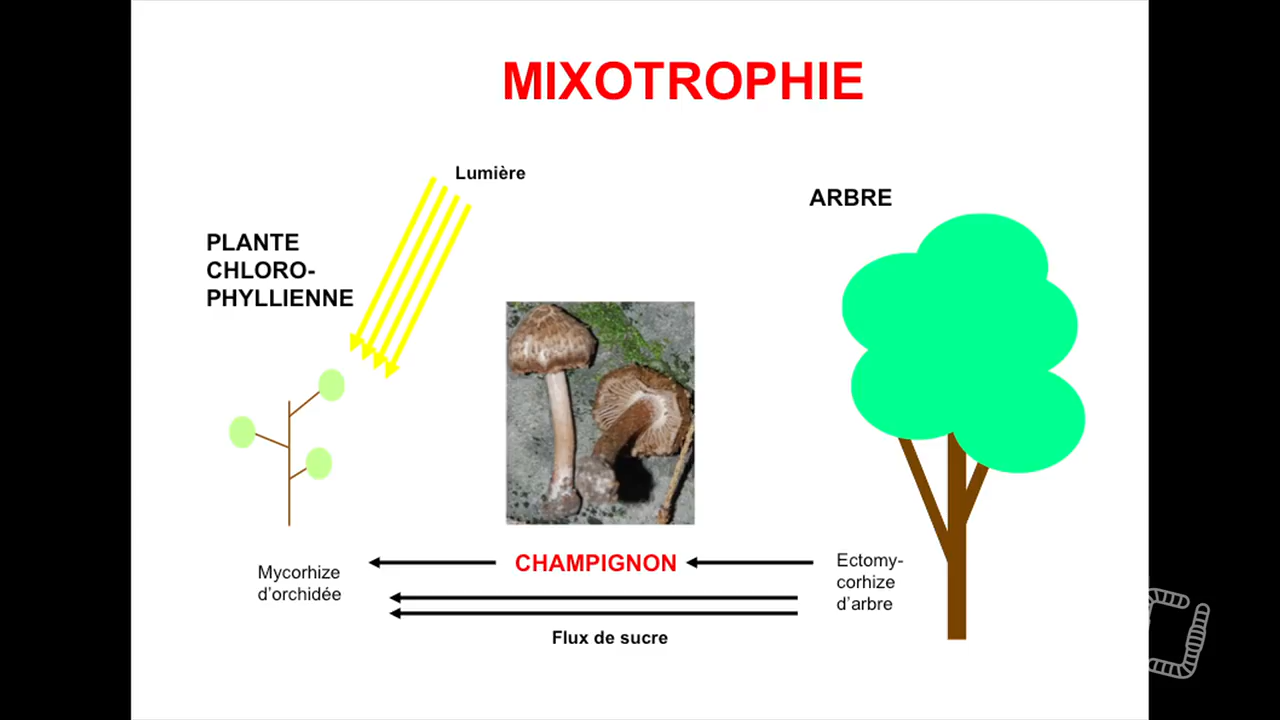 MIXOTROPHIE
Lumière
ARBRE
PLANTE
CHLORO-
PHYLLIENNE
CHAMPIGNON
Ectomy-
corhize
d'arbre
Mycorhize
d'orchidée
Flux de sucre